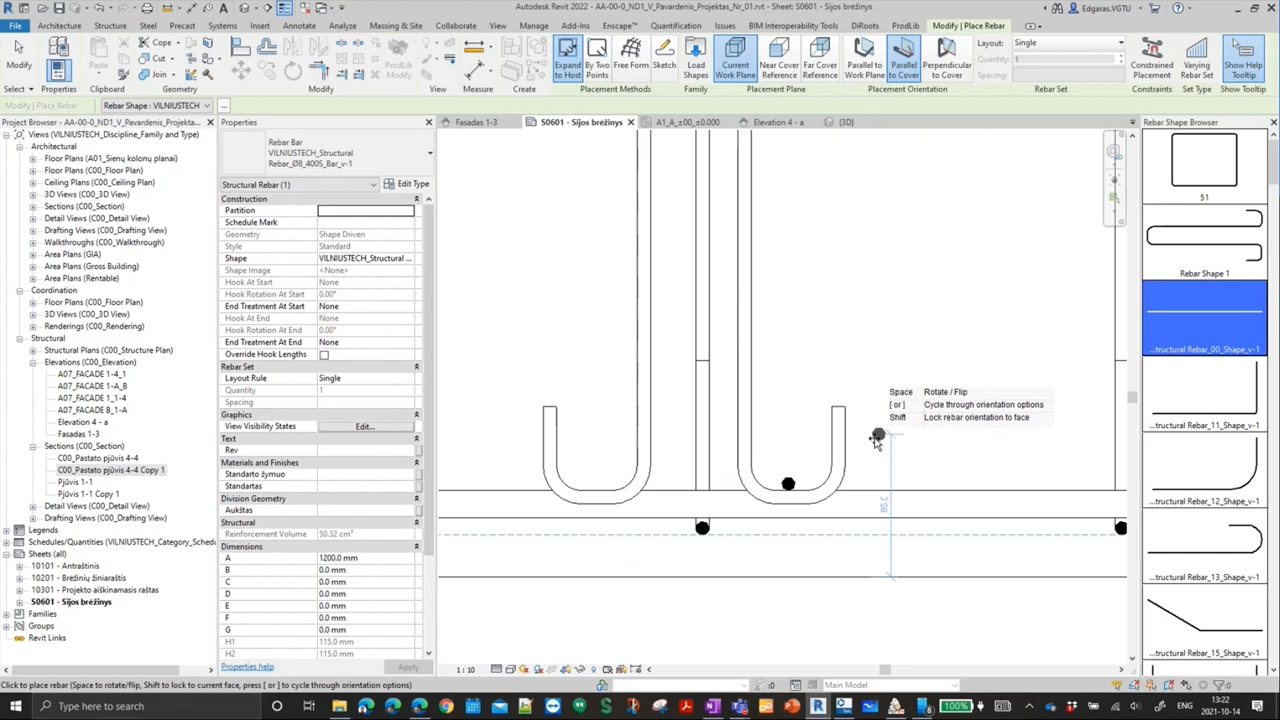 Autodesk Revit 2022 - AA-00-0_ND1_V_Pavardenis_Projektas_Nr_01.rvt - Sheet: S0601 - Sijos brėžinys
Edgaras.VGTU
File Architecture Structure Steel Precast Systems Insert Annotate Analyze Massing & Site Collaborate View Manage Add-Ins Enscape™ Quantification Issues BIM Interoperability Tools DiRoots ProdLib Modify | Place Rebar
Modify
Paste
Cope
Cut
Join
ProdLib Modify
Expand to Host
By Two Points
Free Form
Sketch
Load Shapes
Current Work Plane
Near Cover Reference
Far Cover Reference
Parallel to Work Plane
Parallel to Cover
Perpendicular to Cover
Layout: Single
Quantity: 1
Spacing:
Constrained Placement
Varying Rebar Set
Show Help Tooltip
Select Properties Clipboard Geometry Modify View Measure Create Placement Methods Family Placement Plane Placement Orientation Rebar Set Constraints Set Type Show Tooltip
Modify | Place Rebar
Rebar Shape : VILNIUSTECH
...
Project Browser - AA-00-0_ND1_V_Pavardenis_Projekta...
Views (VILNIUSTECH_Discipline_Family and Type)
Architectural
Floor Plans (A01_Sienų kolonų planai)
Floor Plans (C00_Floor Plan)
Ceiling Plans (C00_Ceiling Plan)
3D Views (C00_3D View)
Sections (C00_Section)
Detail Views (C00_Detail View)
Drafting Views (C00_Drafting View)
Walkthroughs (C00_Walkthrough)
Area Plans (GIA)
Area Plans (Gross Building)
Area Plans (Rentable)
Coordination
Floor Plans (C00_Floor Plan)
3D Views (C00_3D View)
Renderings (C00_Rendering)
Structural
Structural Plans (C00_Structure Plan)
Elevations (C00_Elevation)
A07_FACADE 1-4_1
A07_FACADE 1-A_B
A07_FACADE 1_1-4
A07_FACADE B_1-A
Elevation 4 - a
Fasadas 1-3
Sections (C00_Section)
C00_Pastato pjūvis 4-4
C00_Pastato pjūvis 4-4 Copy 1
Pjūvis 1-1
Pjūvis 1-1 Copy 1
Detail Views (C00_Detail View)
Drafting Views (C00_Drafting View)
Legends
Schedules/Quantities (VILNIUSTECH_Category_Schedu
Sheets (all)
10101 - Antraštinis
10201 - Brėžinių žiniaraštis
10301 - Projekto aiškinamasis raštas
S0601 - Sijos brėžinys
Families
Groups
Revit Links
Properties
Rebar Bar
VILNIUSTECH_Structural
Rebar_Ø8_400S_Bar_v-1
Structural Rebar (1) Edit Type
Construction
Partition
Schedule Mark
Geometry Shape Driven
Style Standard
Shape VILNIUSTECH_Structural ...
Shape Image <None>
Hook At Start None
Hook Rotation At Start 0.00°
End Treatment At Start None
Hook At End None
Hook Rotation At End 0.00°
End Treatment At End None
Override Hook Lengths
Rebar Set
Layout Rule Single
Quantity 1
Spacing
Graphics
View Visibility States Edit...
Text
Rev
Materials and Finishes
Standarto žymuo
Standartas
Division Geometry
Aukštas
Structural
Reinforcement Volume 50.32 cm³
Dimensions
A 1200.0 mm
B 0.0 mm
C 0.0 mm
D 0.0 mm
E 0.0 mm
F 0.0 mm
G 0.0 mm
H1 115.0 mm
H2 115.0 mm
Properties help Apply
Fasadas 1-3
S0601 - Sijos brėžinys
A1_A_±00_±0.000
Elevation 4 - a
{3D}
Space Rotate / Flip
[ or ] Cycle through orientation options
Shift Lock rebar orientation to face
Rebar Shape Browser
51
Rebar Shape 1
...tructural Rebar_00_Shape_v-1
...tructural Rebar_11_Shape_v-1
...tructural Rebar_12_Shape_v-1
...tructural Rebar_13_Shape_v-1
...tructural Rebar_15_Shape_v-1
1 : 10
Click to place rebar (Space to rotate/flip, Shift to lock to current face, press [ or ] to cycle through orientation options)
:0
Main Model
:0
Type here to search
100%
ENG
13:22
2021-10-14